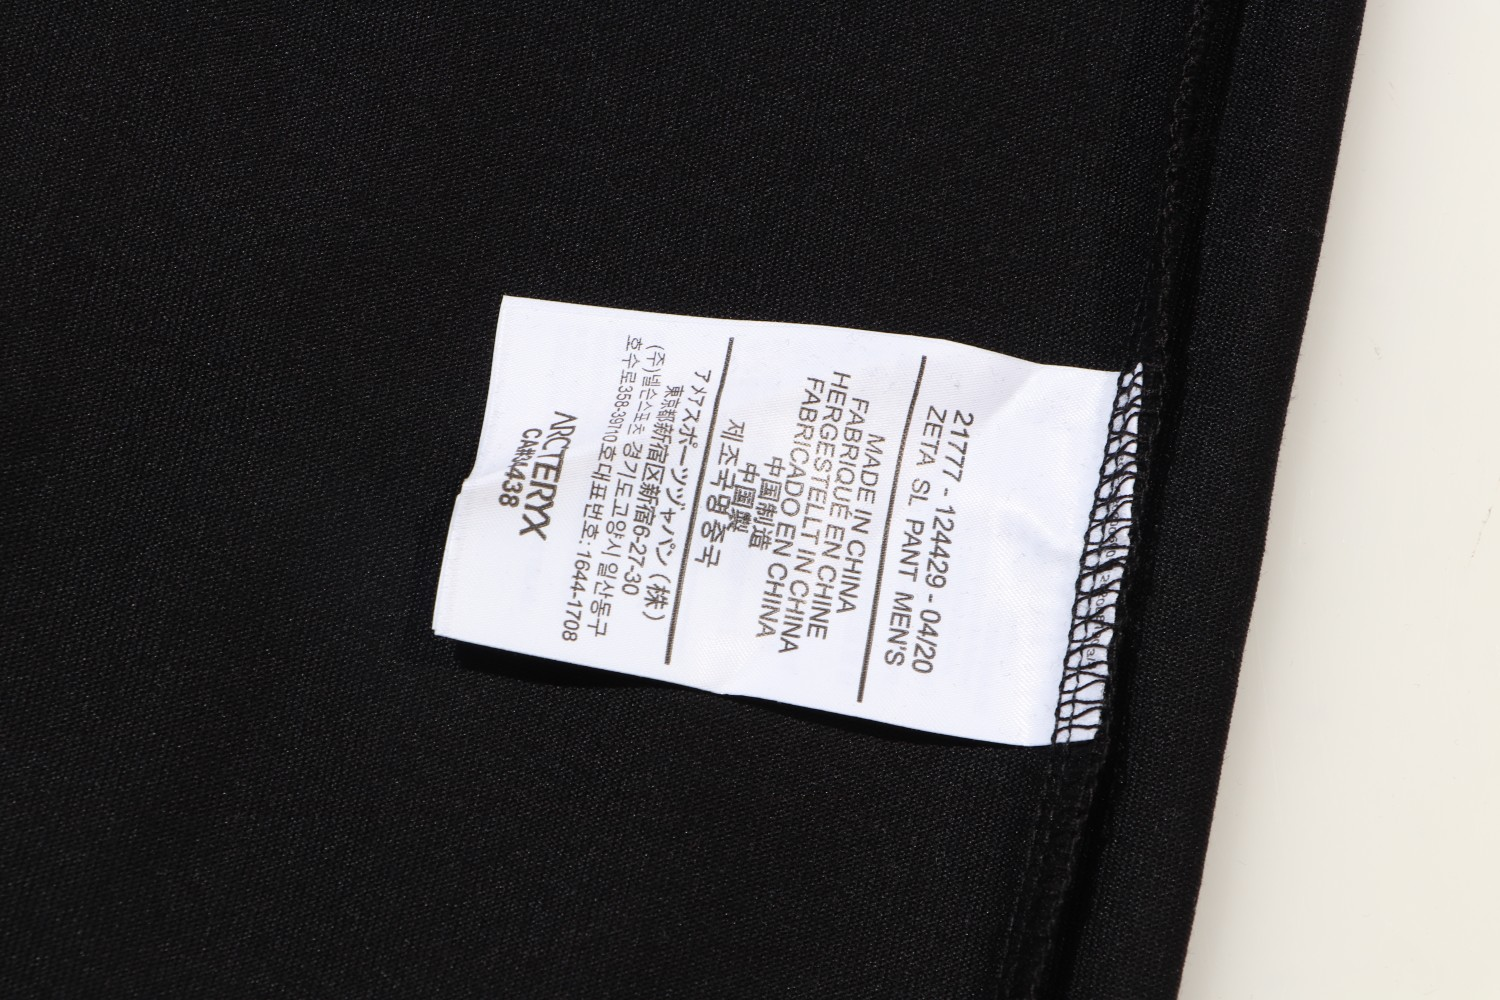 21777 - 124429 - 04/20
ZETA SL PANT MEN'S
MADE IN CHINA
FABRIQUÉ EN CHINE
HERGESTELLT IN CHINA
FABRICADO EN CHINA
中国制造
中國製
제조국명 중국
アメアスポーツジャパン (株)
東京都新宿区新宿6-27-30
(주)넬슨스포츠 경기도고양시일산동구
호수로358-39710호대표번호: 1644-1708
ARC'TERYX
438